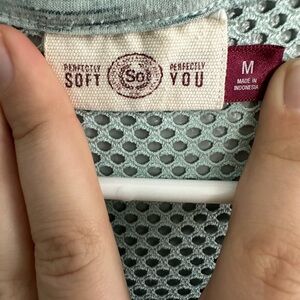 PERFECTLY SOFT
So
PERFECTLY YOU
M
MADE IN
INDONESIA